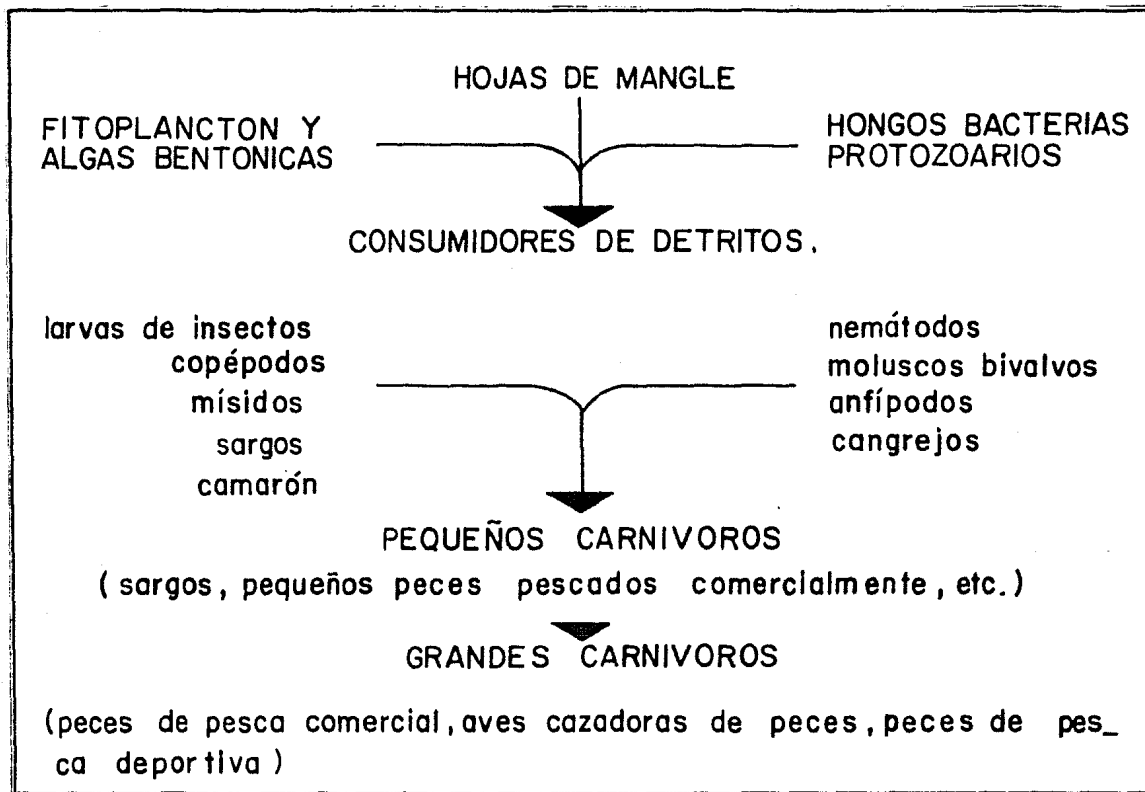 HOJAS DE MANGLE
FITOPLANCTON Y
ALGAS BENTONICAS
HONGOS BACTERIAS
PROTOZOARIOS
CONSUMIDORES DE DETRITOS.
larvas de insectos
copépodos
mísidos
sargos
camarón
nemátodos
moluscos bivalvos
anfípodos
cangrejos
PEQUEÑOS CARNIVOROS
(sargos, pequeños peces pescados comercialmente, etc.)
GRANDES CARNIVOROS
(peces de pesca comercial, aves cazadoras de peces, peces de pes_
ca deportiva)